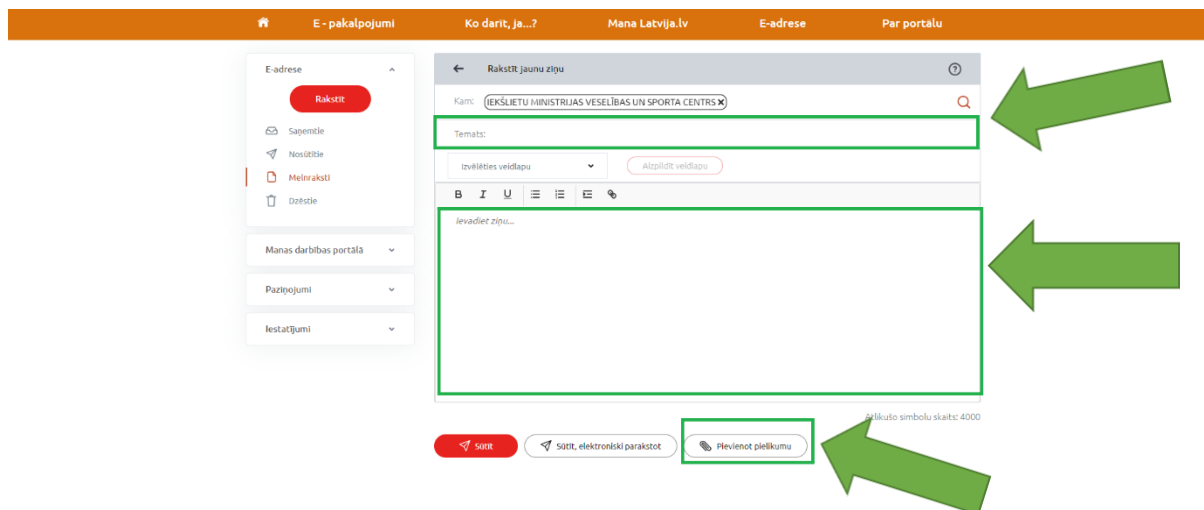 E - pakalpojumi Ko darīt, ja...? Mana Latvija.lv E-adrese Par portālu
E-adrese
Rakstīt
Saņemtie
Nosūtītie
Melnraksti
Dzēstie
Manas darbības portālā
Paziņojumi
Iestatījumi
Rakstīt jaunu ziņu
Kam: IEKŠLIETU MINISTRIJAS VESELĪBAS UN SPORTA CENTRS ×
Temats:
Izvēlēties veidlapu Aizpildīt veidlapu
B I U
Ievadiet ziņu...
Atlikušo simbolu skaits: 4000
Sūtīt Sūtīt, elektroniski parakstot Pievienot pielikumu